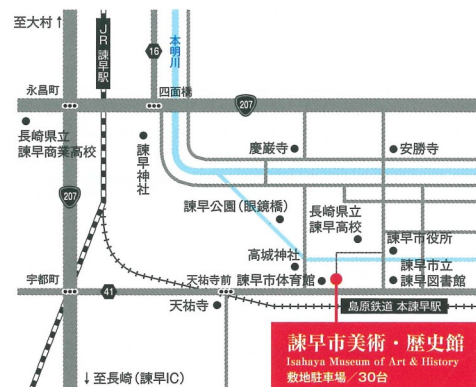 至大村↑
JR 諫早駅
16
本明川
永昌町
四面橋
207
長崎県立
諫早商業高校
諫早神社
慶巌寺
安勝寺
207
諫早公園(眼鏡橋)
長崎県立
諫早高校
諫早市役所
高城神社
諫早市立
諫早図書館
宇都町
41
天祐寺前
諫早市体育館
天祐寺
島原鉄道 本諫早駅
諫早市美術・歴史館
Isahaya Museum of Art & History
敷地駐車場/30台
↓至長崎(諫早IC)